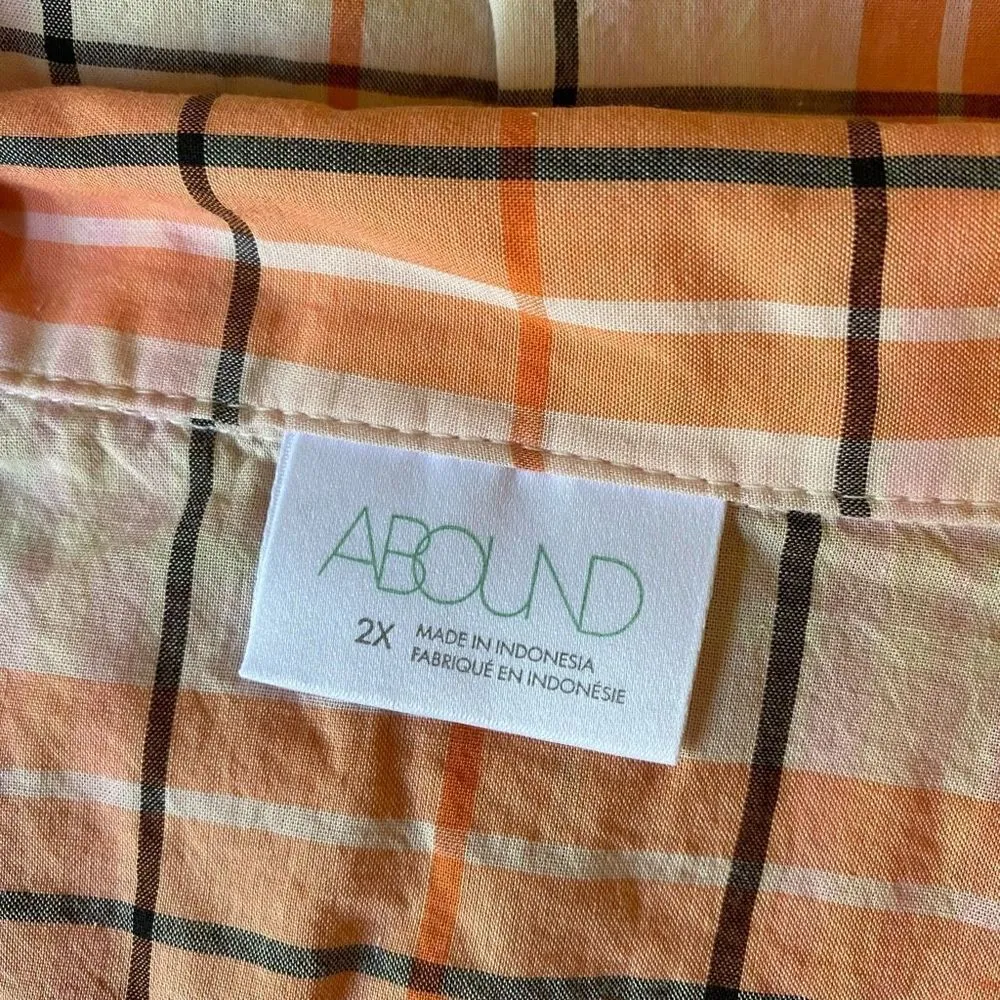 ABOUND
2X
MADE IN INDONESIA
FABRIQUÉ EN INDONÉSIE